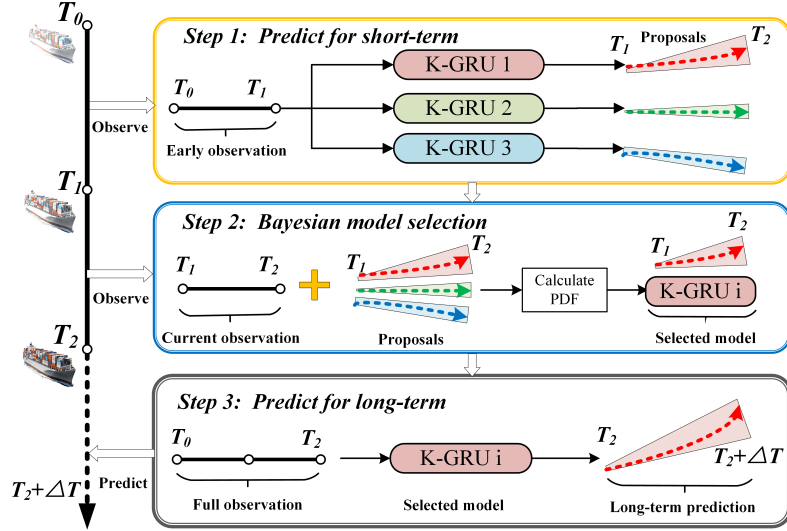 T0
Step 1: Predict for short-term
K-GRU 1
T1
Proposals
T2
T0
T1
K-GRU 2
Observe
Early observation
K-GRU 3
T1
Step 2: Bayesian model selection
T1
T2
T1
T2
Calculate
PDF
T1
T2
K-GRU i
Observe
Current observation
Proposals
Selected model
T2
Step 3: Predict for long-term
T0
T2
K-GRU i
T2
T2+△T
Predict
T2+△T
Full observation
Selected model
Long-term prediction